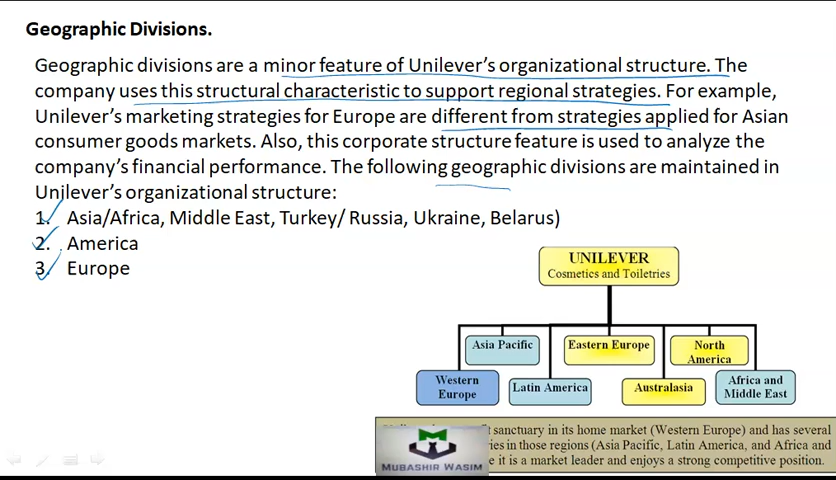 Geographic Divisions.
Geographic divisions are a minor feature of Unilever's organizational structure. The
company uses this structural characteristic to support regional strategies. For example,
Unilever's marketing strategies for Europe are different from strategies applied for Asian
consumer goods markets. Also, this corporate structure feature is used to analyze the
company's financial performance. The following geographic divisions are maintained in
Unilever's organizational structure:
1. Asia/Africa, Middle East, Turkey/ Russia, Ukraine, Belarus)
2. America
3. Europe
UNILEVER
Cosmetics and Toiletries
Asia Pacific
Eastern Europe
North
America
Western
Europe
Latin America
Australasia
Africa and
Middle East
sanctuary in its home market (Western Europe) and has several
in those regions (Asia Pacific, Latin America, and Africa and
it is a market leader and enjoys a strong competitive position.
MUBASHIR WASIM